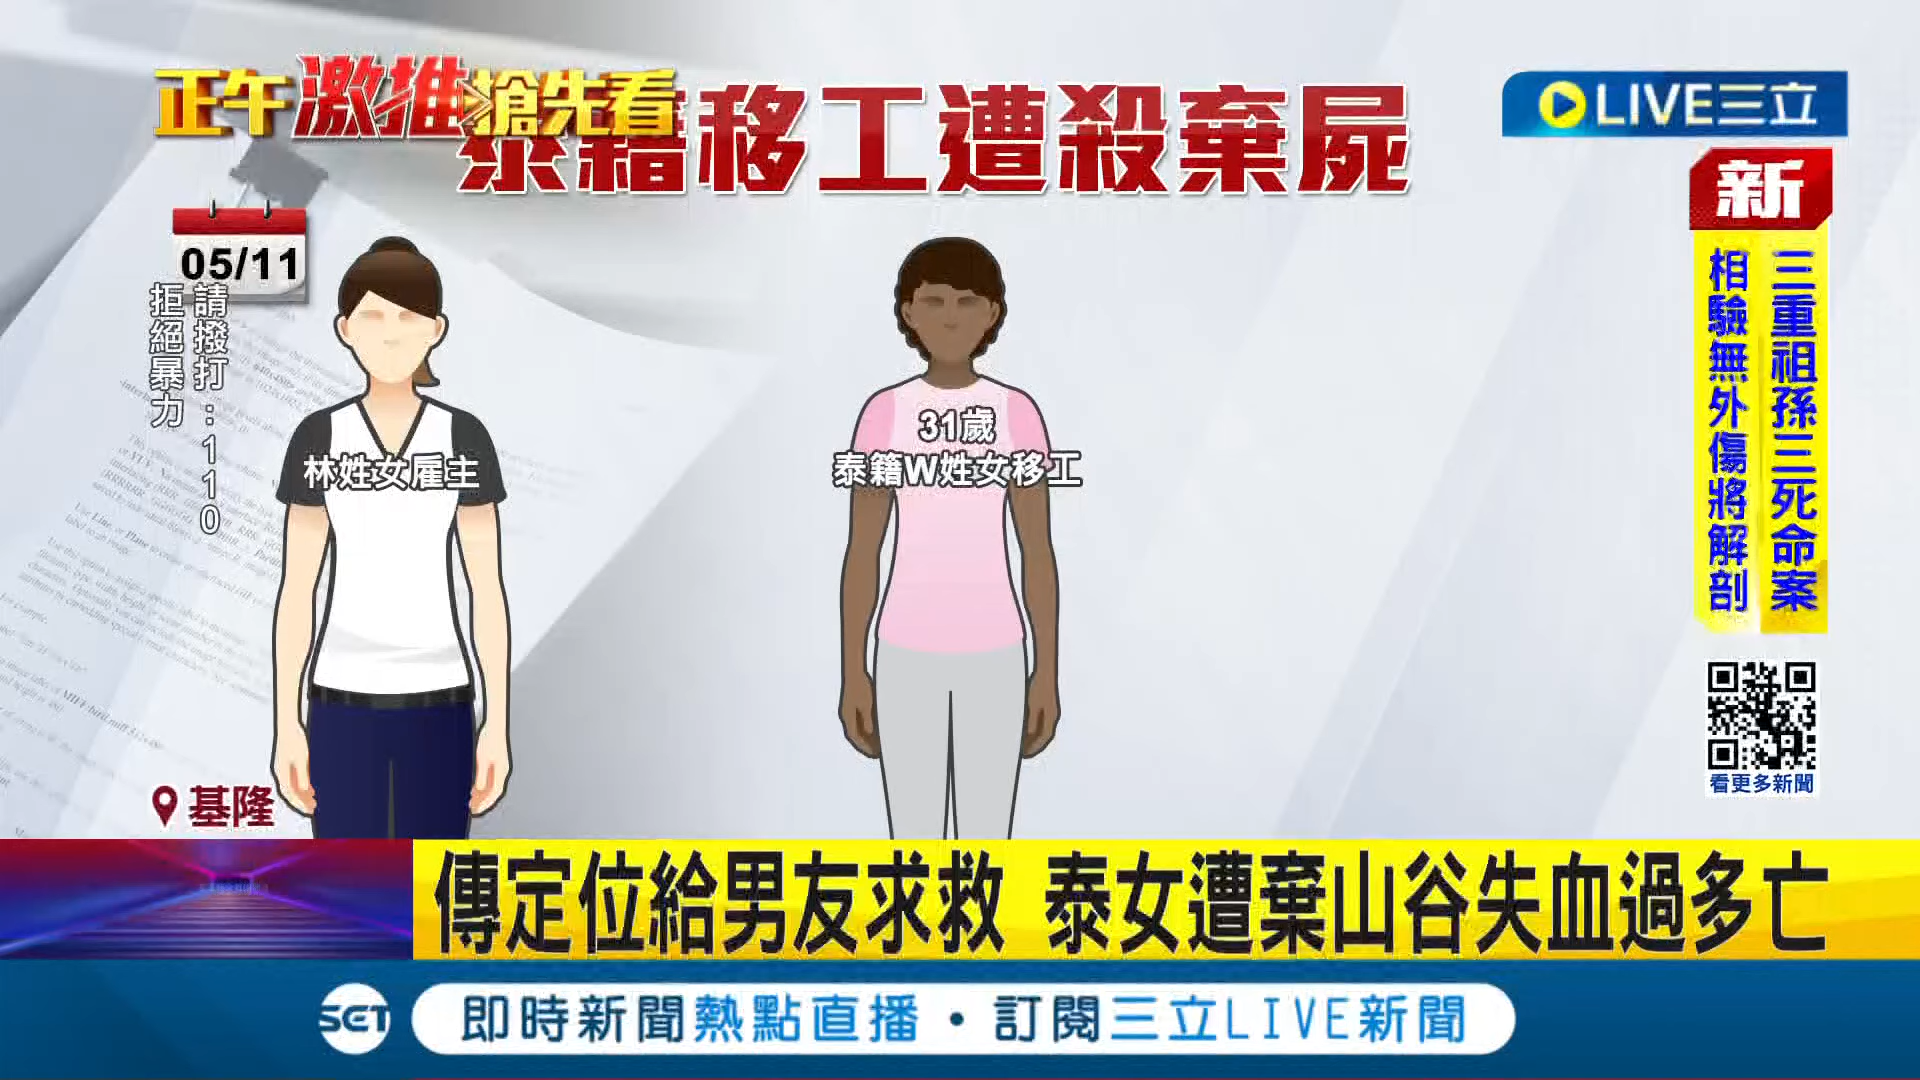 正午激推搶先看
泰籍移工遭殺棄屍
LIVE三立
新
三重祖孫三死命案
相驗無外傷將解剖
看更多新聞
05/11
請撥打:110
拒絕暴力
林姓女雇主
31歲
泰籍W姓女移工
基隆
傳定位給男友求救 泰女遭棄山谷失血過多亡
SET
即時新聞熱點直播・訂閱三立LIVE新聞